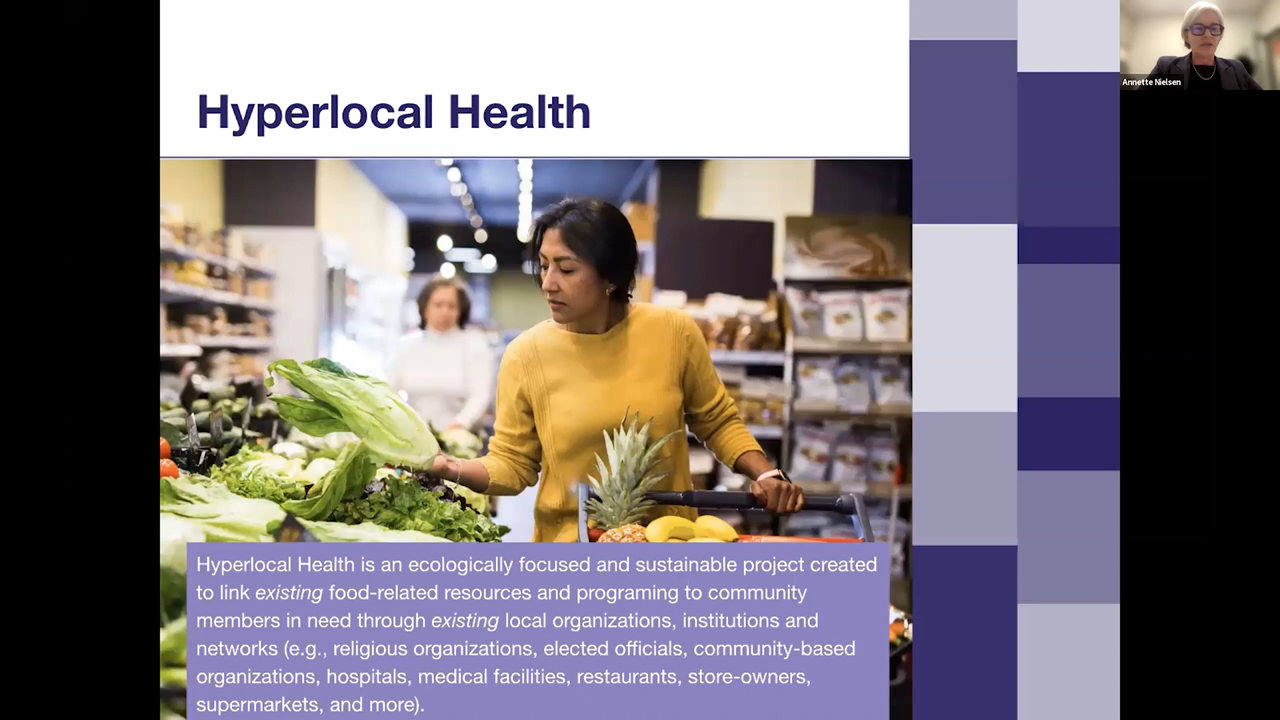 Hyperlocal Health
Annette Nielsen
Hyperlocal Health is an ecologically focused and sustainable project created
to link existing food-related resources and programing to community
members in need through existing local organizations, institutions and
networks (e.g., religious organizations, elected officials, community-based
organizations, hospitals, medical facilities, restaurants, store-owners,
supermarkets, and more).